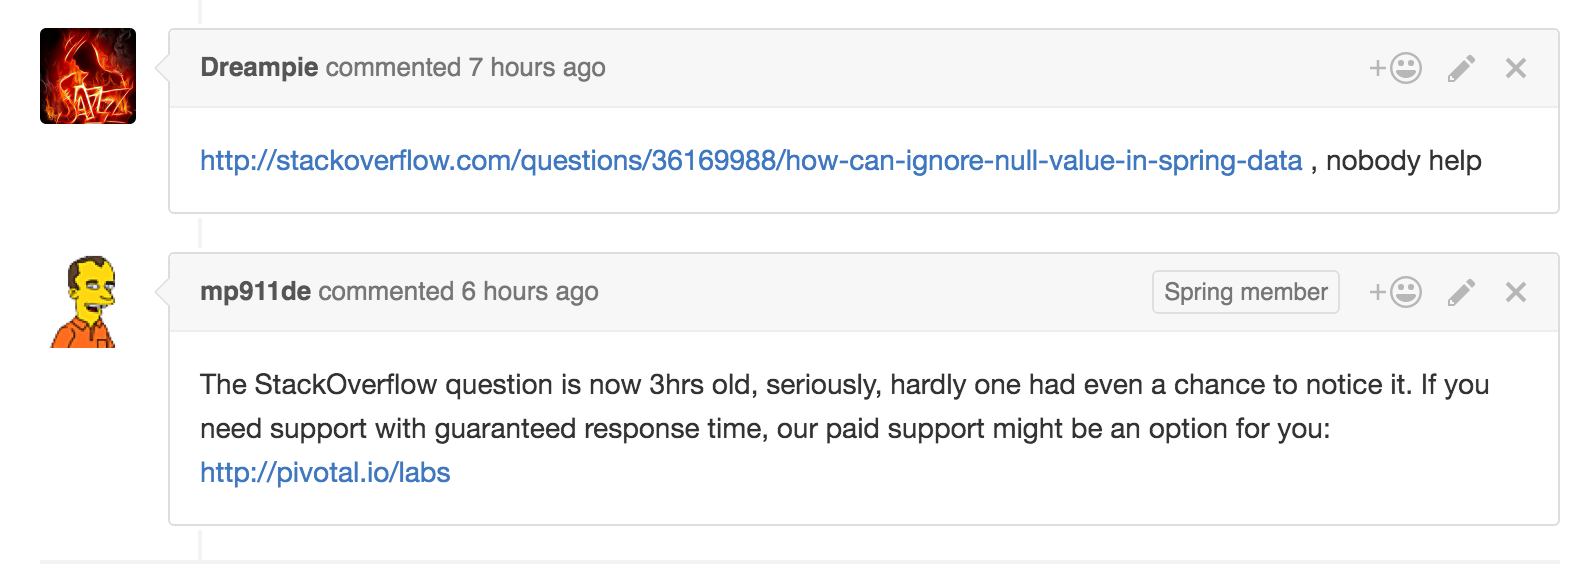 Dreampie commented 7 hours ago
http://stackoverflow.com/questions/36169988/how-can-ignore-null-value-in-spring-data , nobody help
mp911de commented 6 hours ago Spring member
The StackOverflow question is now 3hrs old, seriously, hardly one had even a chance to notice it. If you
need support with guaranteed response time, our paid support might be an option for you:
http://pivotal.io/labs
JAZZ